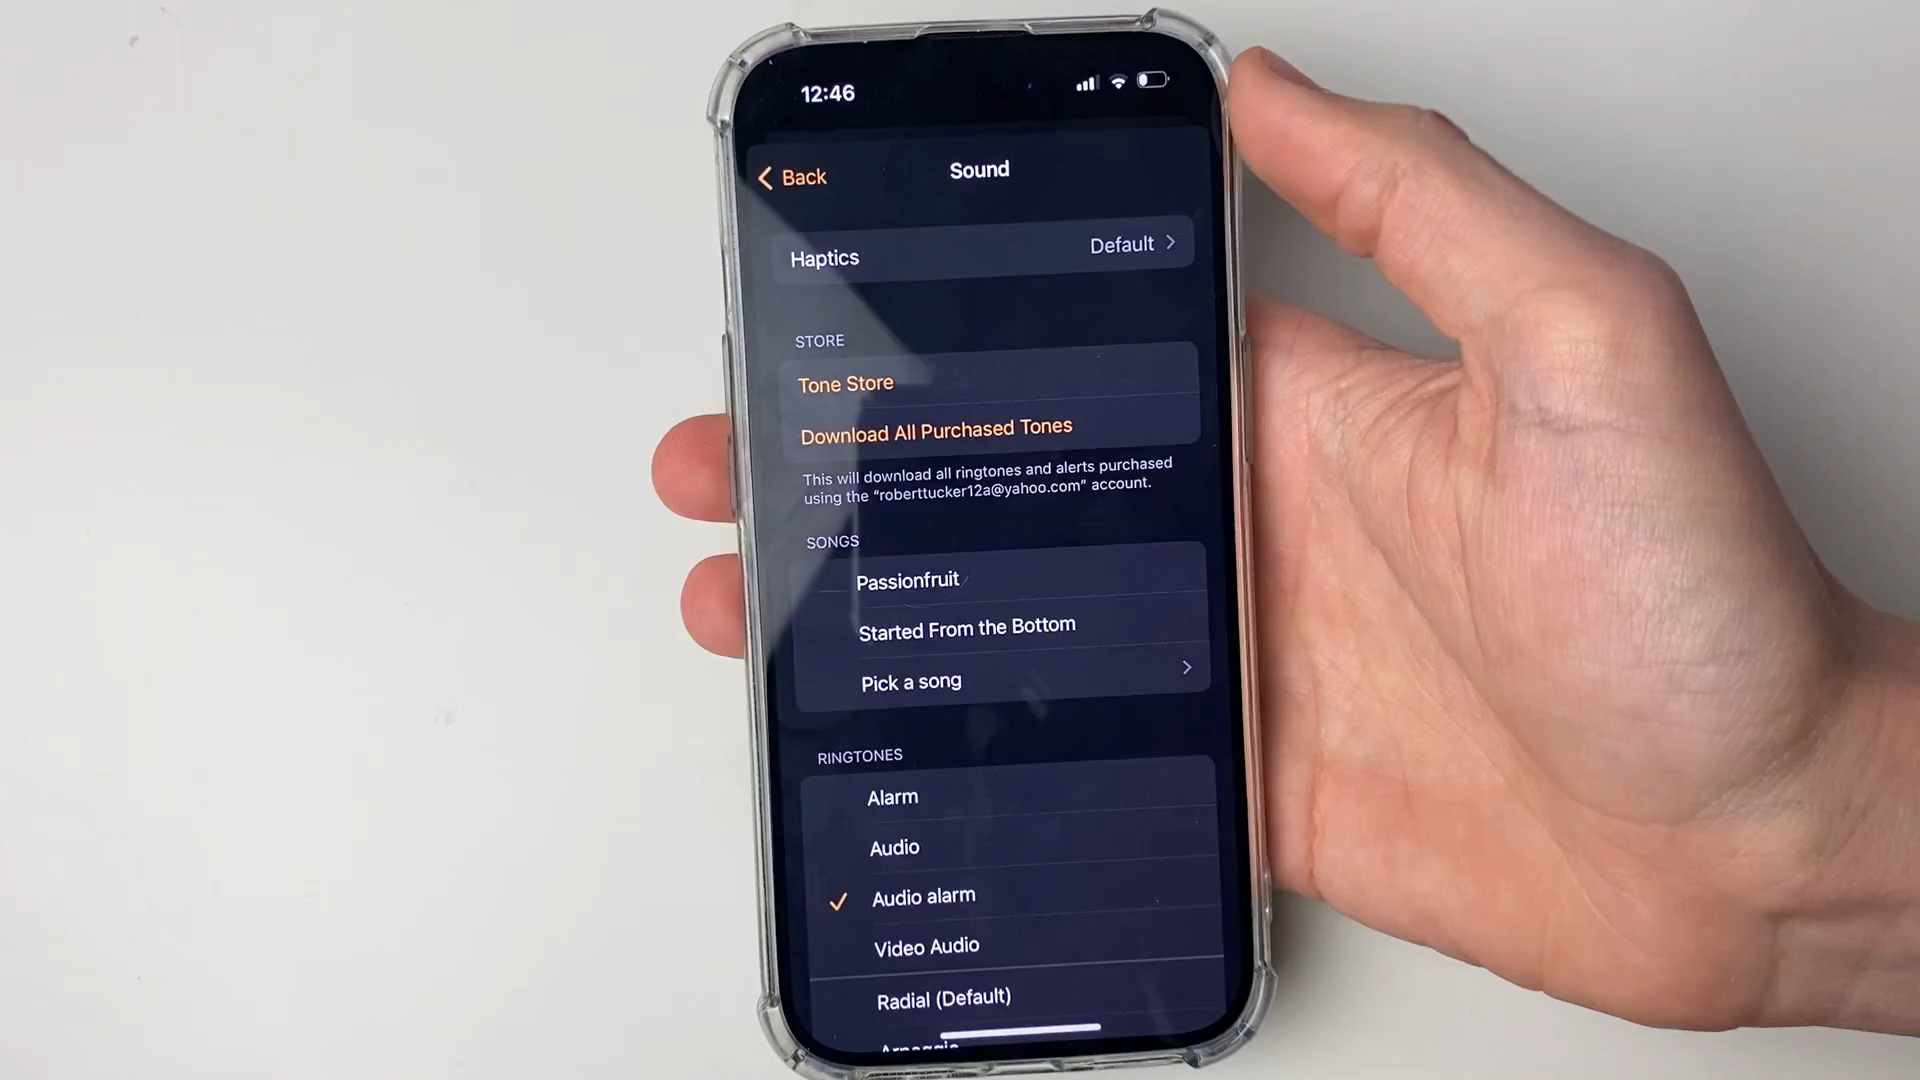 12:46
Back
Sound
Haptics
Default
STORE
Tone Store
Download All Purchased Tones
This will download all ringtones and alerts purchased
using the “roberttucker12a@yahoo.com” account.
SONGS
Passionfruit
Started From the Bottom
Pick a song
RINGTONES
Alarm
Audio
Audio alarm
Video Audio
Radial (Default)